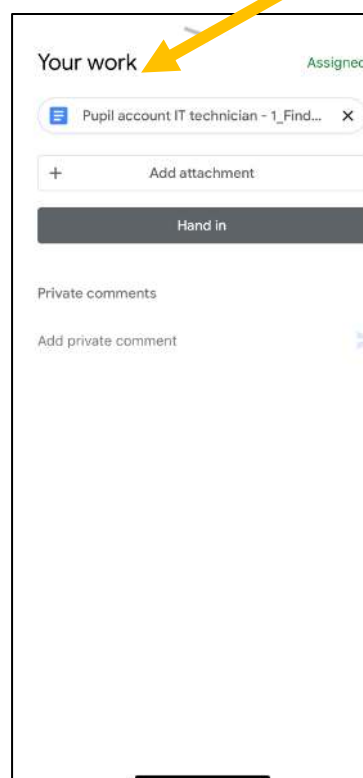 Your work Assigned
Pupil account IT technician - 1_Find... ×
+ Add attachment
Hand in
Private comments
Add private comment